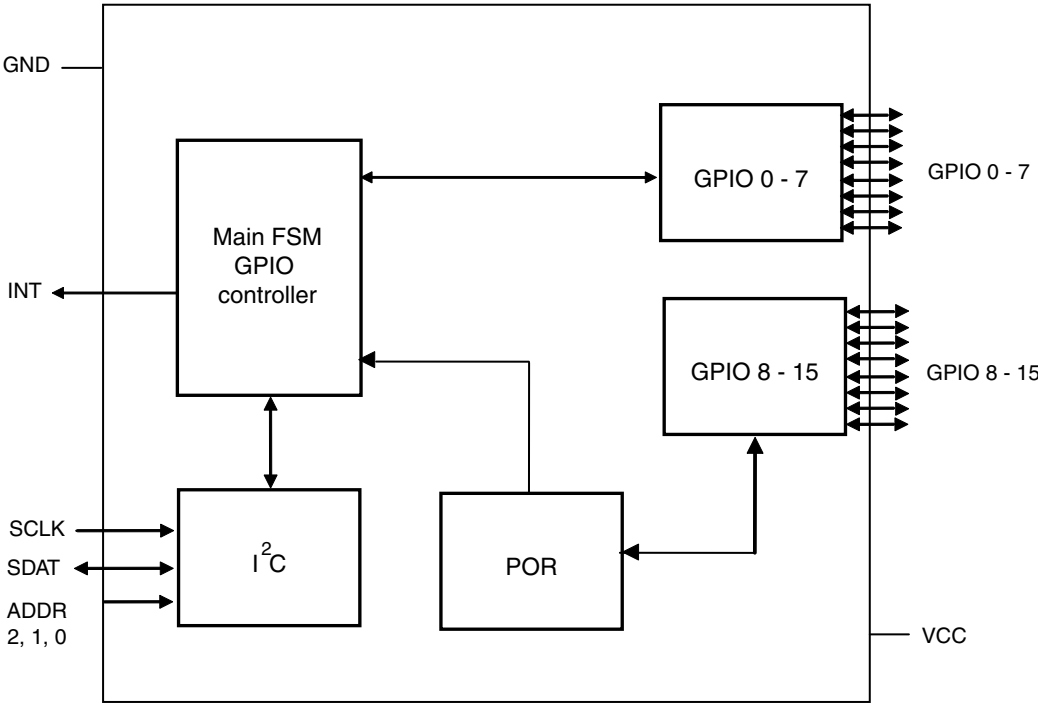 GND
GPIO 0 - 7
GPIO 0 - 7
Main FSM
GPIO
controller
INT
GPIO 8 - 15
GPIO 8 - 15
SCLK
SDAT
ADDR
2, 1, 0
I²C
POR
VCC